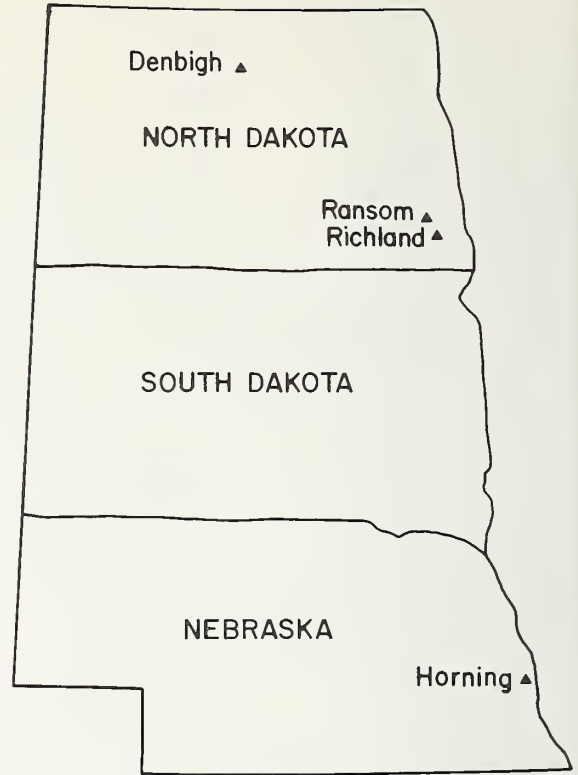 Denbigh
NORTH DAKOTA
Ransom
Richland
SOUTH DAKOTA
NEBRASKA
Horning